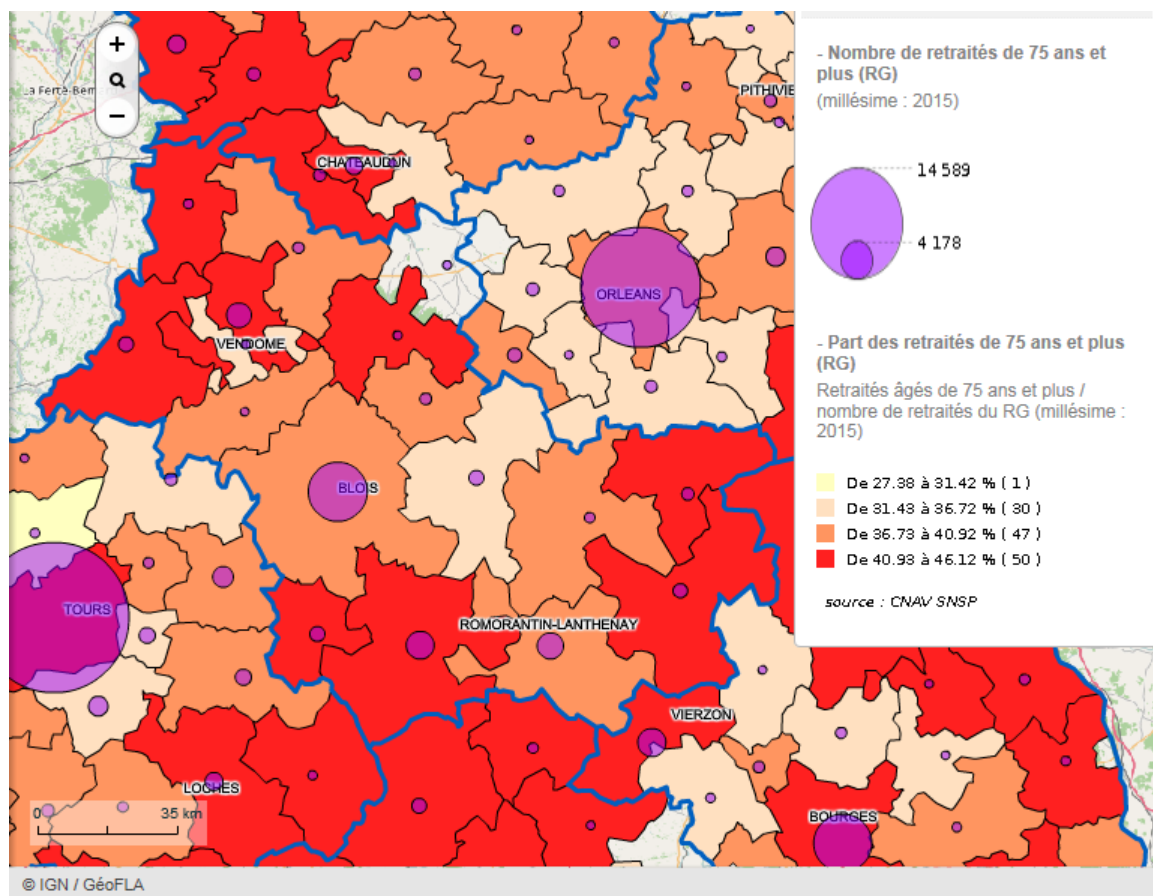 +
−
La Ferté-Bernar
PITHIVIE
CHATEAUDUN
ORLEANS
VENDOME
BLOIS
TOURS
ROMORANTIN-LANTHENAY
VIERZON
LOCHES
BOURGES
0 35 km
© IGN / GéoFLA
- Nombre de retraités de 75 ans et
plus (RG)
(millésime : 2015)
14 589
4 178
- Part des retraités de 75 ans et plus
(RG)
Retraités âgés de 75 ans et plus /
nombre de retraités du RG (millésime :
2015)
De 27.38 à 31.42 % ( 1 )
De 31.43 à 36.72 % ( 30 )
De 36.73 à 40.92 % ( 47 )
De 40.93 à 46.12 % ( 50 )
source : CNAV SNSP